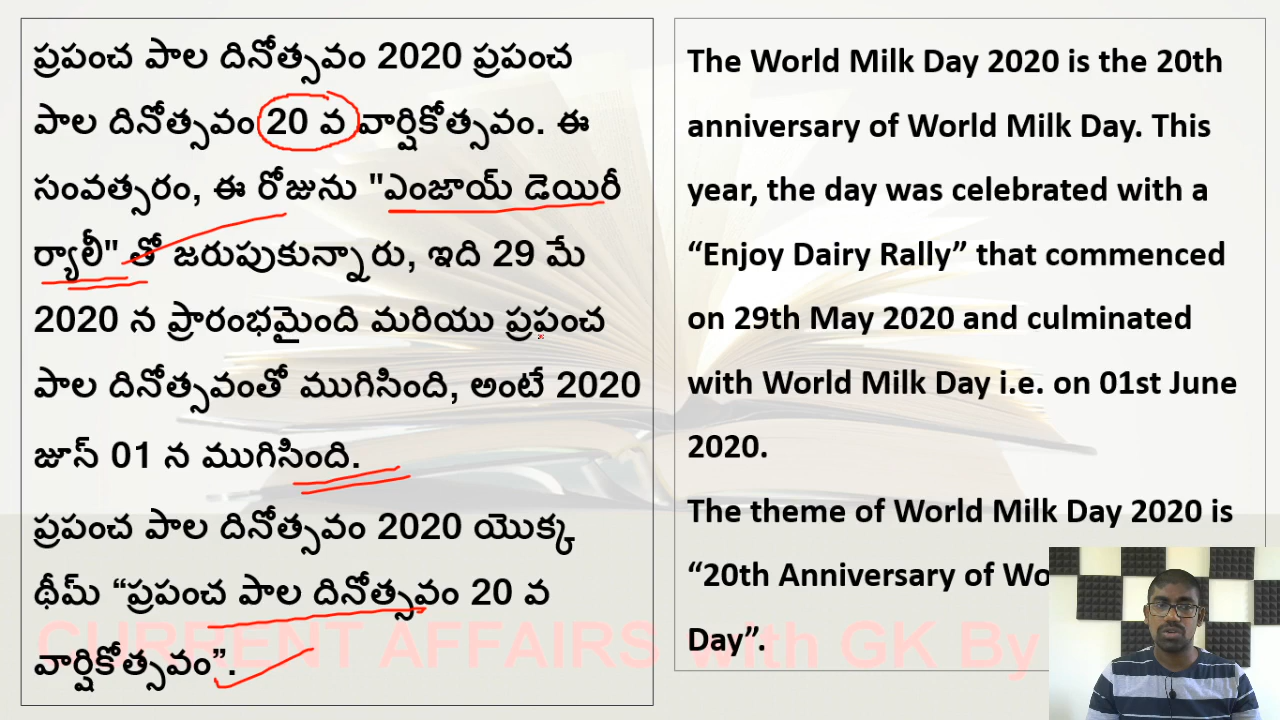 ప్రపంచ పాల దినోత్సవం 2020 ప్రపంచ
పాల దినోత్సవం 20 వ వార్షికోత్సవం. ఈ
సంవత్సరం, ఈ రోజును "ఎంజాయ్ డెయిరీ
ర్యాలీ" తో జరుపుకున్నారు, ఇది 29 మే
2020 న ప్రారంభమైంది మరియు ప్రపంచ
పాల దినోత్సవంతో ముగిసింది, అంటే 2020
జూన్ 01 న ముగిసింది.
ప్రపంచ పాల దినోత్సవం 2020 యొక్క
థీమ్ “ప్రపంచ పాల దినోత్సవం 20 వ
వార్షికోత్సవం”.
The World Milk Day 2020 is the 20th
anniversary of World Milk Day. This
year, the day was celebrated with a
“Enjoy Dairy Rally” that commenced
on 29th May 2020 and culminated
with World Milk Day i.e. on 01st June
2020.
The theme of World Milk Day 2020 is
“20th Anniversary of
Day”.
CURRENT AFFAIRS with GK By